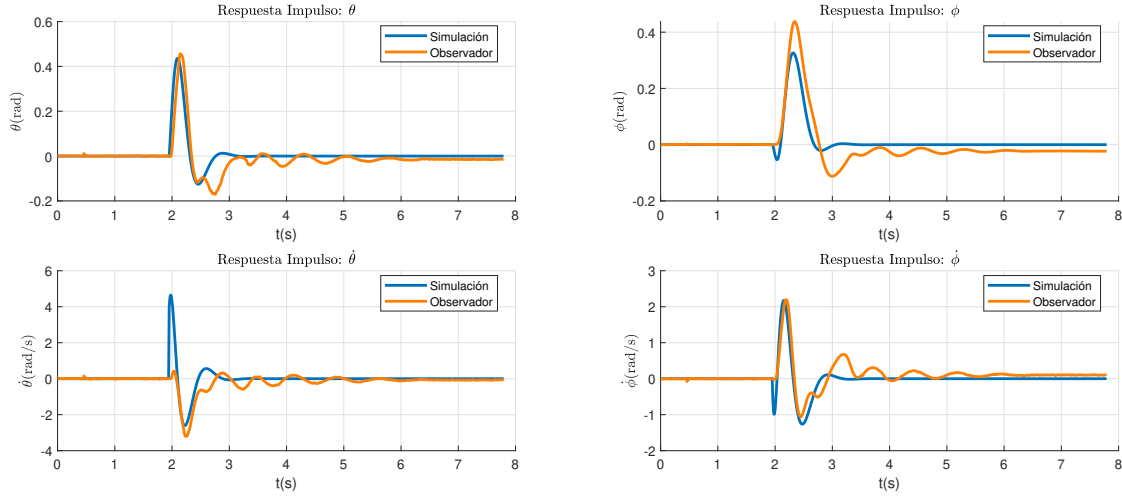 Respuesta Impulso: θ
0.6
0.4
0.2
0
-0.2
θ(rad)
0 1 2 3 4 5 6 7 8
t(s)
Simulación
Observador
Respuesta Impulso: ϕ
0.4
0.2
0
-0.2
ϕ(rad)
0 1 2 3 4 5 6 7 8
t(s)
Simulación
Observador
Respuesta Impulso: θ̇
6
4
2
0
-2
-4
θ̇(rad/s)
0 1 2 3 4 5 6 7 8
t(s)
Simulación
Observador
Respuesta Impulso: ϕ̇
3
2
1
0
-1
-2
ϕ̇(rad/s)
0 1 2 3 4 5 6 7 8
t(s)
Simulación
Observador